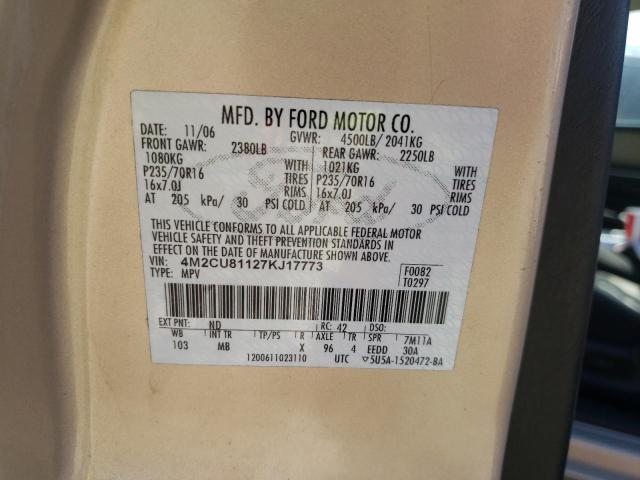 MFD. BY FORD MOTOR CO.
DATE: 11/06 GVWR: 4500LB/ 2041KG
FRONT GAWR: 2380LB REAR GAWR: 2250LB
1080KG WITH 1021KG WITH
P235/70R16 TIRES P235/70R16 TIRES
16x7.0J RIMS 16x7.0J RIMS
AT 205 kPa/ 30 PSI COLD AT 205 kPa/ 30 PSI COLD
THIS VEHICLE CONFORMS TO ALL APPLICABLE FEDERAL MOTOR
VEHICLE SAFETY AND THEFT PREVENTION STANDARDS IN
EFFECT ON THE DATE OF MANUFACTURE SHOWN ABOVE.
VIN: 4M2CU81127KJ17773 F0082
TYPE: MPV T0297
EXT PNT: ND RC: 42 DSO:
WB INT TR TP/PS R AXLE TR SPR 7M11A
103 MB X 96 4 EEDD 30A
1200611023110 UTC ▽5U5A-1520472-BA
Ford